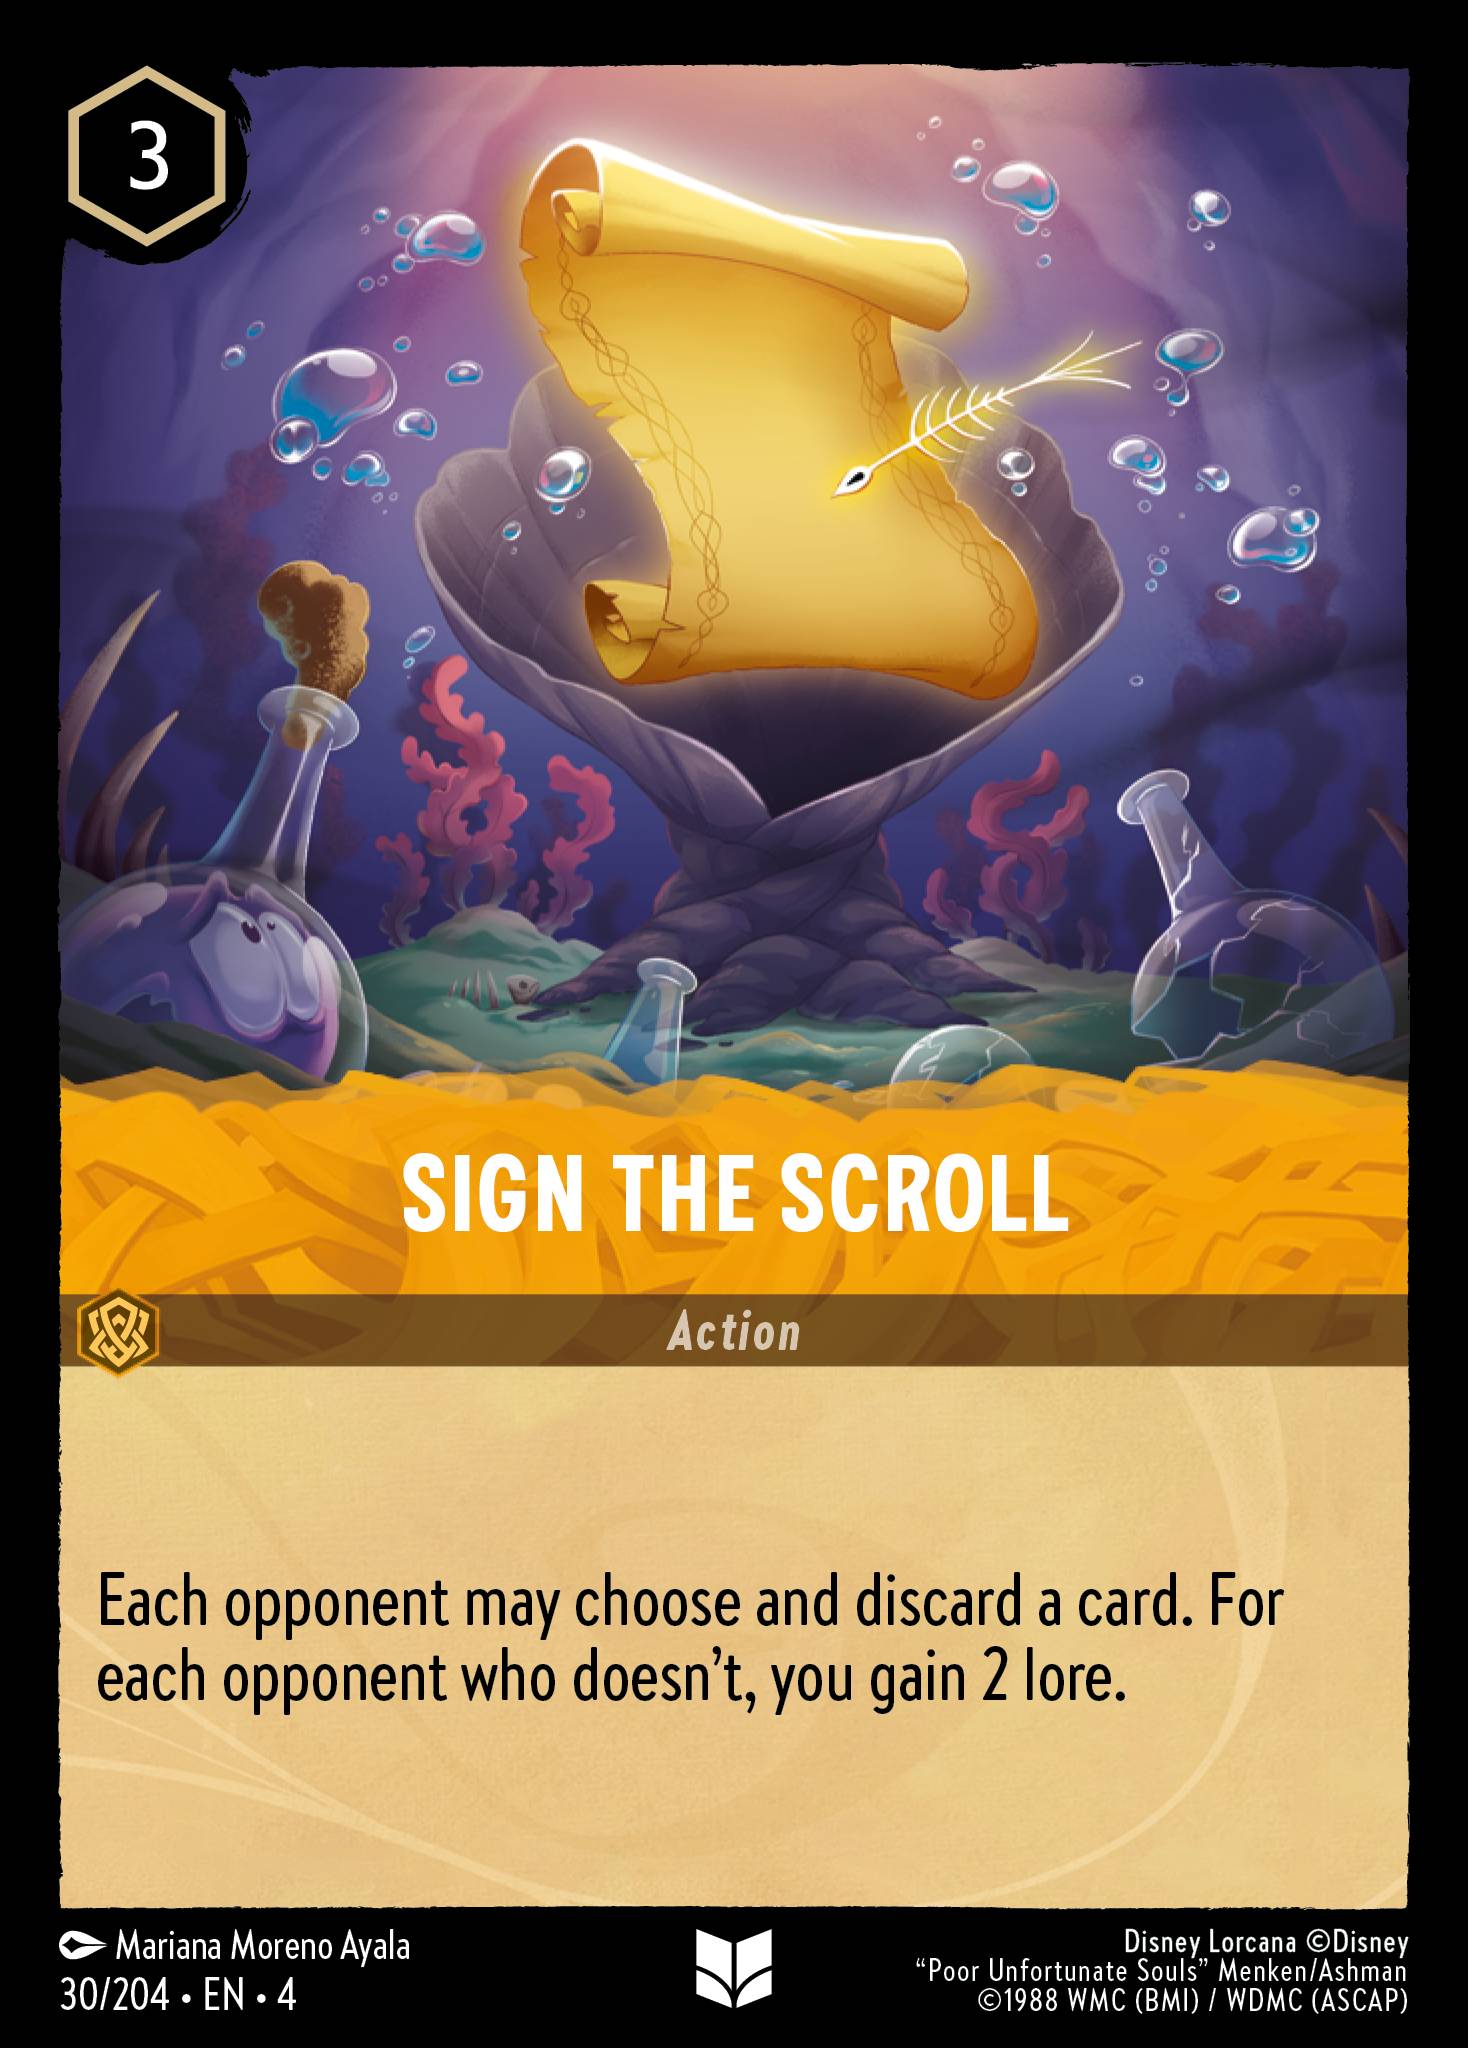 3
SIGN THE SCROLL
Action
Each opponent may choose and discard a card. For
each opponent who doesn’t, you gain 2 lore.
Mariana Moreno Ayala
30/204 • EN • 4
Disney Lorcana ©Disney
“Poor Unfortunate Souls” Menken/Ashman
©1988 WMC (BMI) / WDMC (ASCAP)